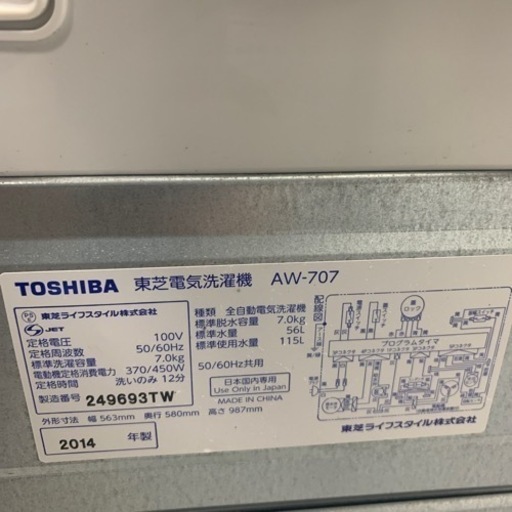 TOSHIBA 東芝電気洗濯機 AW-707
東芝ライフスタイル株式会社
JET
定格電圧 100V
定格周波数 50/60Hz
標準洗濯容量 7.0kg
電動機定格消費電力 370/450W
定格時間 洗いのみ 12分
製造番号 249693TW
外形寸法 幅 563mm 奥行 580mm 高さ 987mm
2014 年製
種類 全自動電気洗濯機
標準脱水容量 7.0kg
標準水量 56L
標準使用水量 115L
50/60Hz共用
日本国内専用
Use Only In Japan
MADE IN CHINA
配線図
ロック
プログラムタイマ
東芝ライフスタイル株式会社